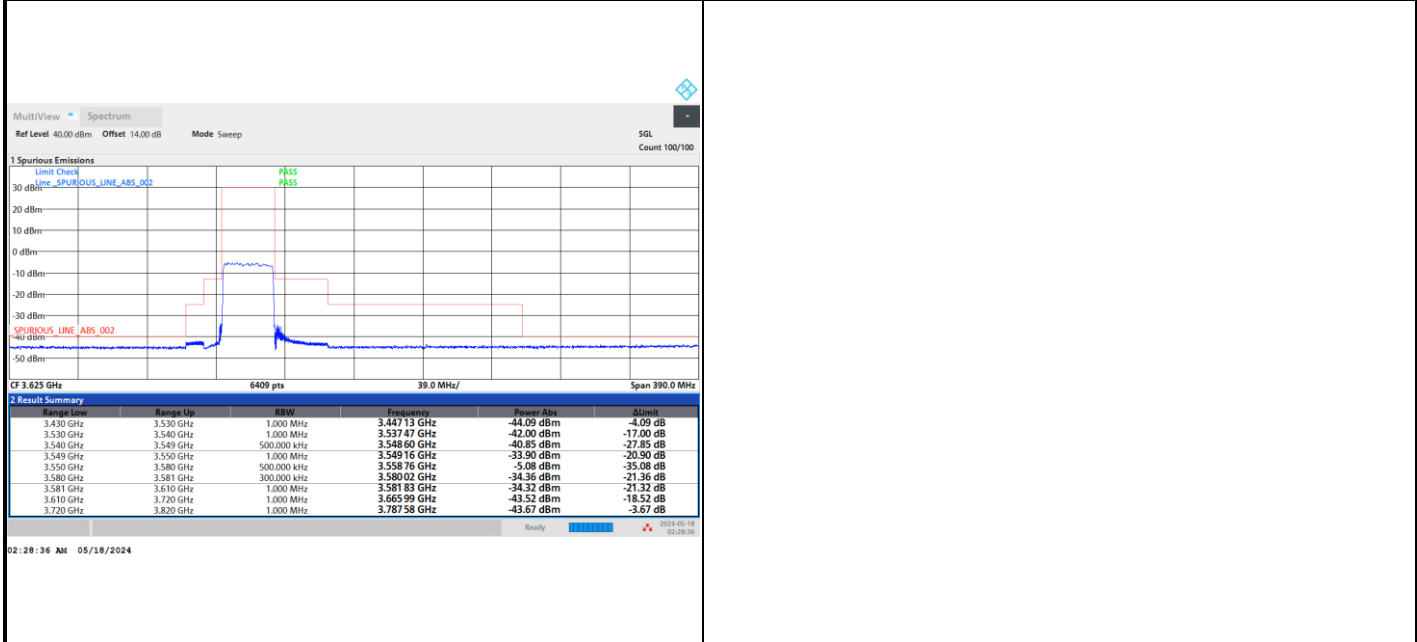 MultiView Spectrum
Ref Level 40.00 dBm Offset 14.00 dB Mode Sweep SGL
Count 100/100
1 Spurious Emissions
Limit Check PASS
Line _SPURIOUS_LINE_ABS_002 PASS
30 dBm
20 dBm
10 dBm
0 dBm
-10 dBm
-20 dBm
-30 dBm
SPURIOUS_LINE_ABS_002
-40 dBm
-50 dBm
CF 3.625 GHz 6409 pts 39.0 MHz/ Span 390.0 MHz
2 Result Summary
Range Low Range Up RBW Frequency Power Abs ΔLimit
3.430 GHz 3.530 GHz 1.000 MHz 3.44713 GHz -44.09 dBm -4.09 dB
3.530 GHz 3.540 GHz 1.000 MHz 3.53747 GHz -42.00 dBm -17.00 dB
3.540 GHz 3.549 GHz 500.000 kHz 3.54860 GHz -40.85 dBm -27.85 dB
3.549 GHz 3.550 GHz 1.000 MHz 3.54916 GHz -33.90 dBm -20.90 dB
3.550 GHz 3.580 GHz 500.000 kHz 3.55876 GHz -5.08 dBm -35.08 dB
3.580 GHz 3.581 GHz 300.000 kHz 3.58002 GHz -34.36 dBm -21.36 dB
3.581 GHz 3.610 GHz 1.000 MHz 3.58183 GHz -34.32 dBm -21.32 dB
3.610 GHz 3.720 GHz 1.000 MHz 3.66599 GHz -43.52 dBm -18.52 dB
3.720 GHz 3.820 GHz 1.000 MHz 3.78758 GHz -43.67 dBm -3.67 dB
Ready 2024-05-18
02:28:36
02:28:36 AM 05/18/2024